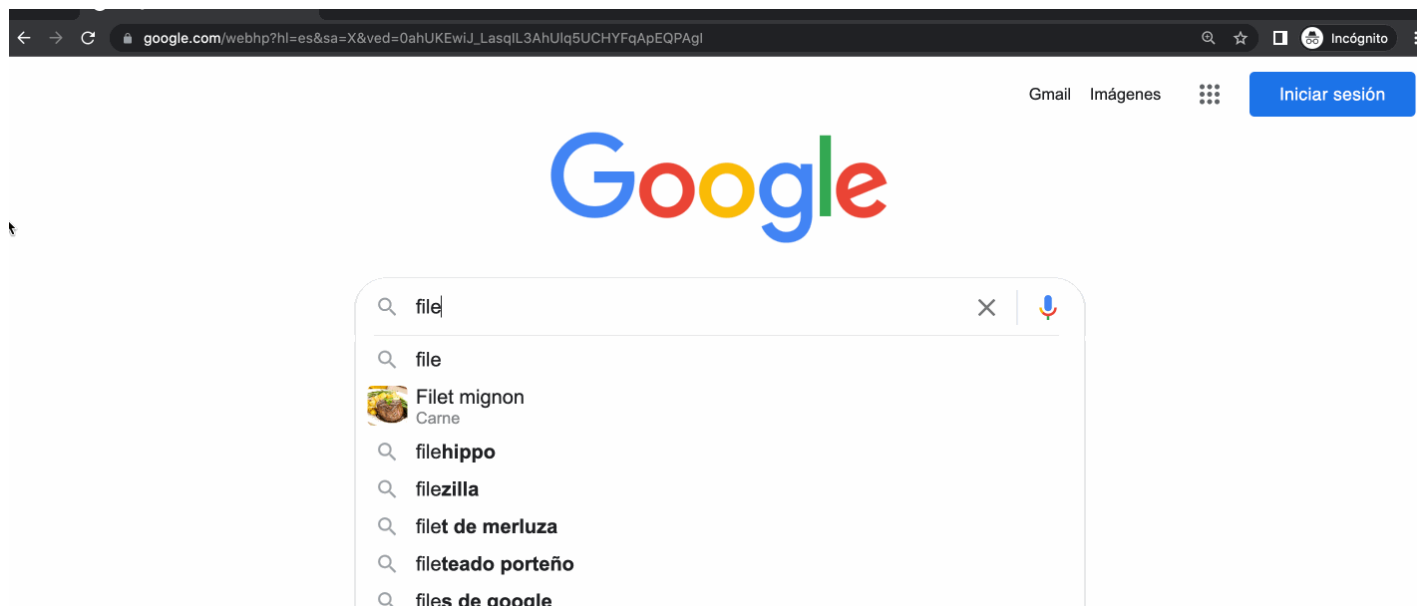 google.com/webhp?hl=es&sa=X&ved=0ahUKEwiJ_LasqlL3AhUlq5UCHYFqApEQPAgI
Incógnito
Gmail Imágenes Iniciar sesión
Google
file
file
Filet mignon
Carne
filehippo
filezilla
filet de merluza
fileteado porteño
files de google